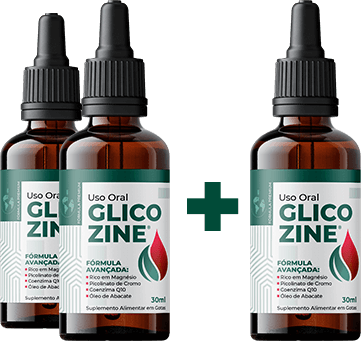 Uso Oral
GLICO
ZINE®
FÓRMULA
AVANÇADA:
Rico em Magnésio
Picolinato de Cromo
Coenzima Q10
Óleo de Abacate
30ml
Suplemento Alimentar em Gotas
+
Uso Oral
GLICO
ZINE®
FÓRMULA
AVANÇADA:
Rico em Magnésio
Picolinato de Cromo
Coenzima Q10
Óleo de Abacate
30ml
Suplemento Alimentar em Gotas